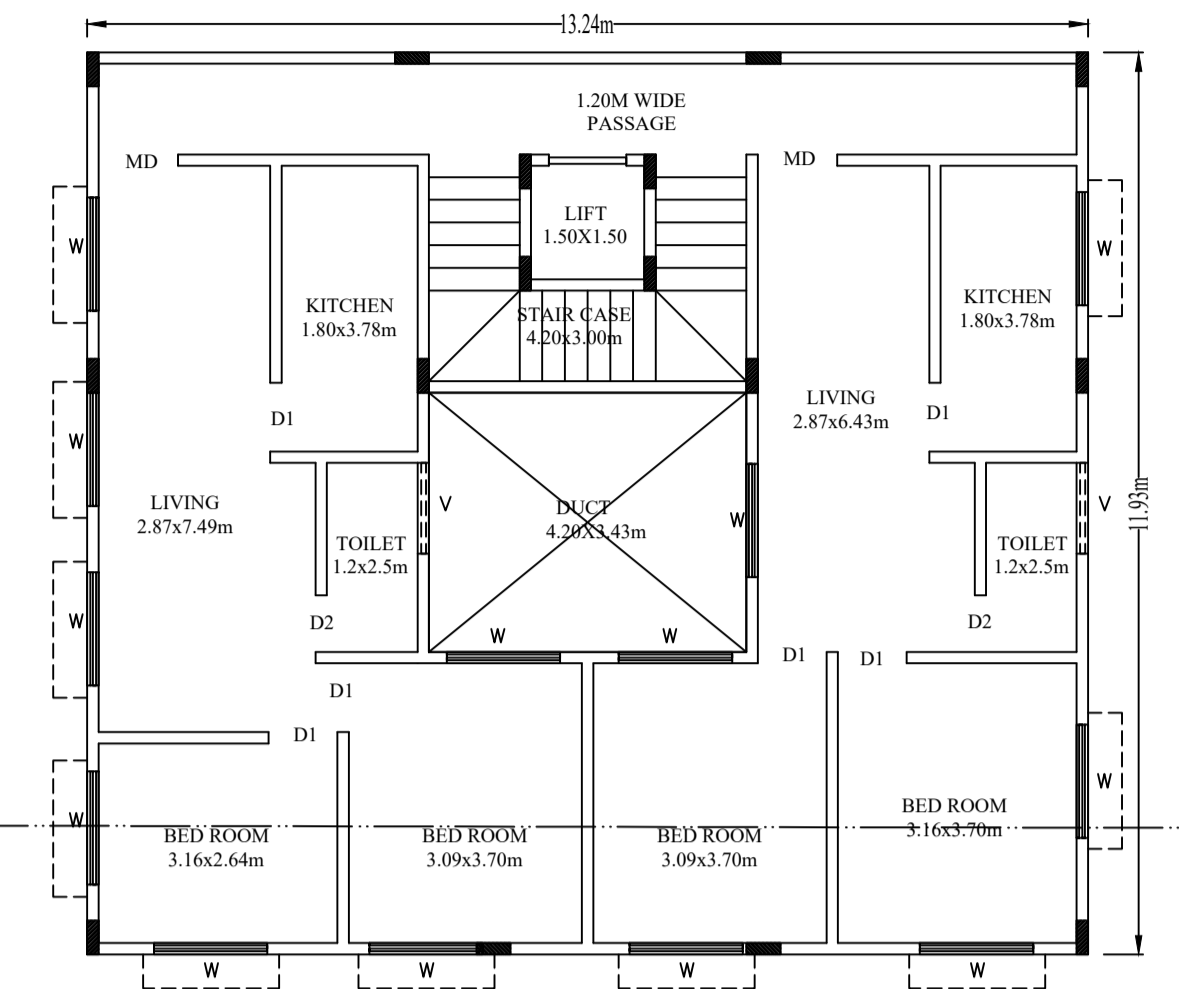 13.24m
1.20M WIDE
PASSAGE
MD
MD
W
LIFT
1.50X1.50
W
KITCHEN
1.80x3.78m
STAIR CASE
4.20x3.00m
KITCHEN
1.80x3.78m
LIVING
2.87x6.43m
D1
D1
W
LIVING
2.87x7.49m
V
DUCT
4.20X3.43m
W
V
11.93m
TOILET
1.2x2.5m
TOILET
1.2x2.5m
W
D2
W
W
D2
D1
D1
D1
D1
W
BED ROOM
3.16x2.64m
BED ROOM
3.09x3.70m
BED ROOM
3.09x3.70m
BED ROOM
3.16x3.70m
W
W
W
W
W